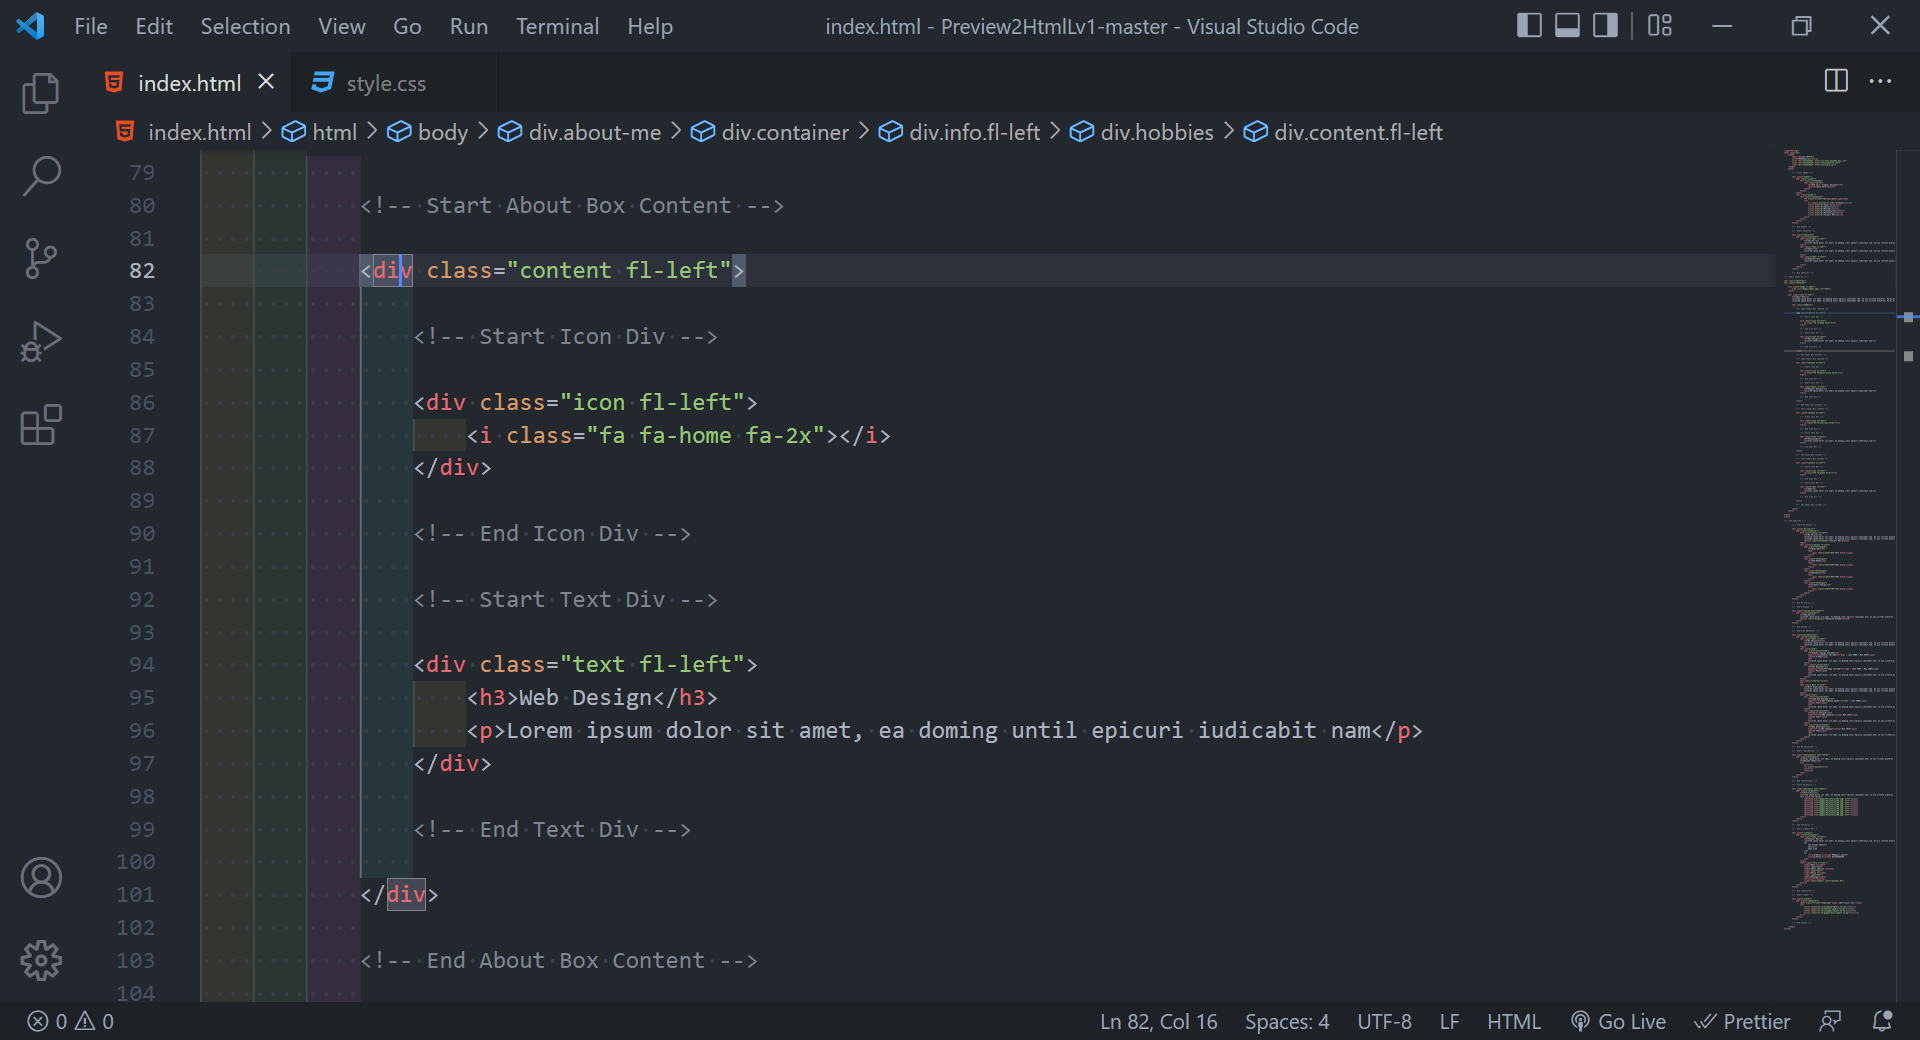 File Edit Selection View Go Run Terminal Help index.html - Preview2HtmlLv1-master - Visual Studio Code
index.html style.css
index.html > html > body > div.about-me > div.container > div.info.fl-left > div.hobbies > div.content.fl-left
79
80 <!-- Start About Box Content -->
81
82 <div class="content fl-left">
83
84 <!-- Start Icon Div -->
85
86 <div class="icon fl-left">
87 <i class="fa fa-home fa-2x"></i>
88 </div>
89
90 <!-- End Icon Div -->
91
92 <!-- Start Text Div -->
93
94 <div class="text fl-left">
95 <h3>Web Design</h3>
96 <p>Lorem ipsum dolor sit amet, ea doming until epicuri iudicabit nam</p>
97 </div>
98
99 <!-- End Text Div -->
100
101 </div>
102
103 <!-- End About Box Content -->
104
0 0 Ln 82, Col 16 Spaces: 4 UTF-8 LF HTML Go Live Prettier